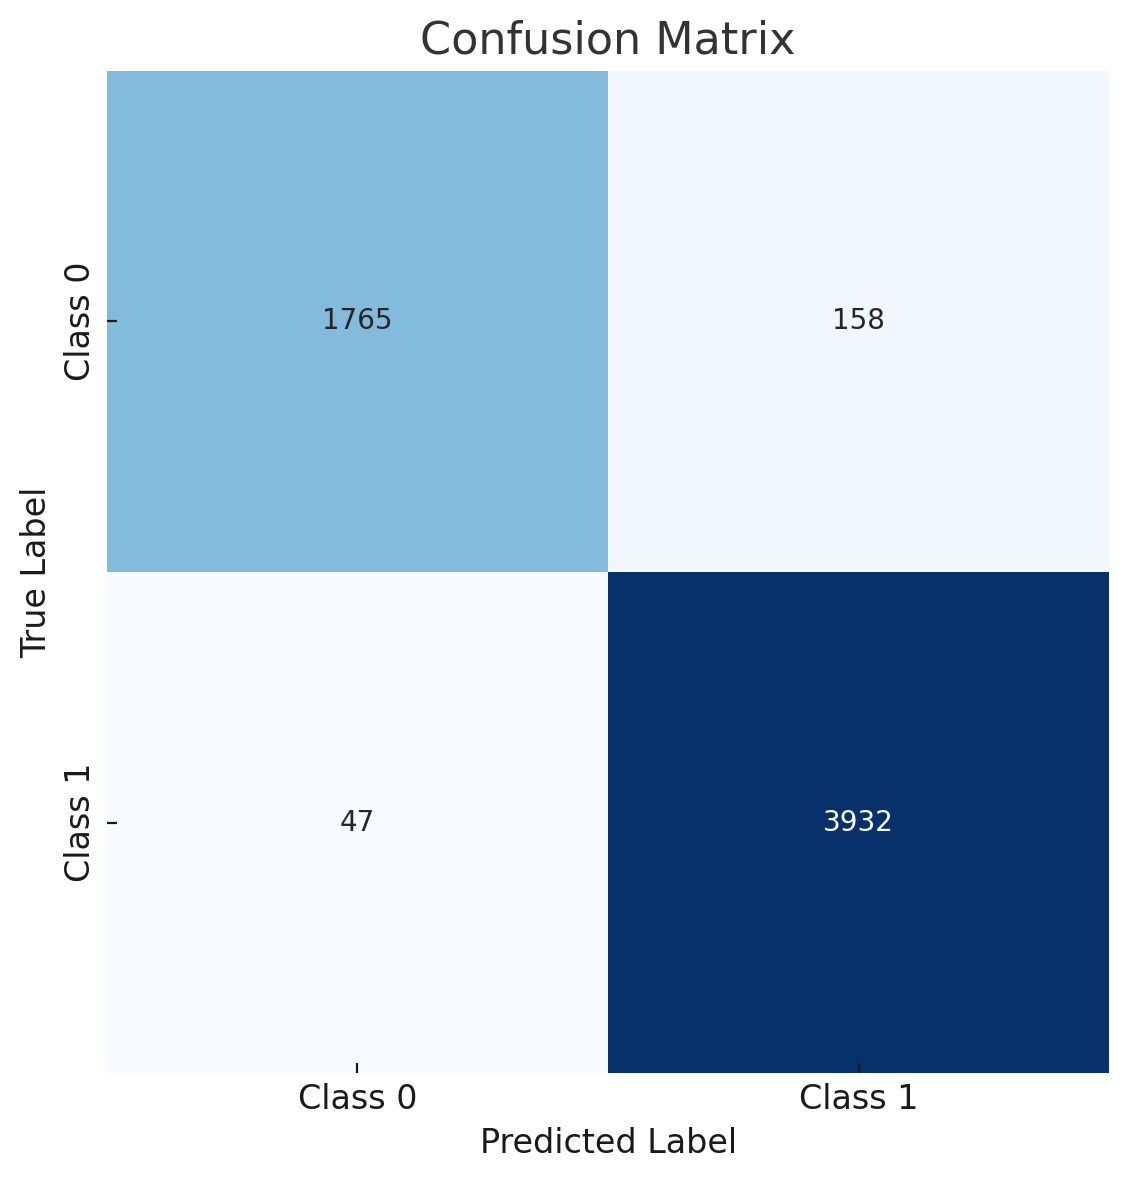 Confusion Matrix
True Label
Class 0
1765
158
Class 1
47
3932
Class 0
Class 1
Predicted Label